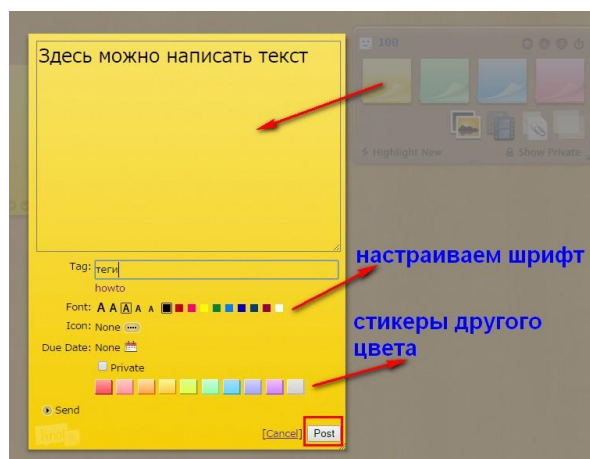 Здесь можно написать текст
100
Highlight New
Show Private
Tag: теги
howto
настраиваем шрифт
Font: A A A A A
Icon: None
стикеры другого
цвета
Due Date: None
Private
Send
[Cancel] Post